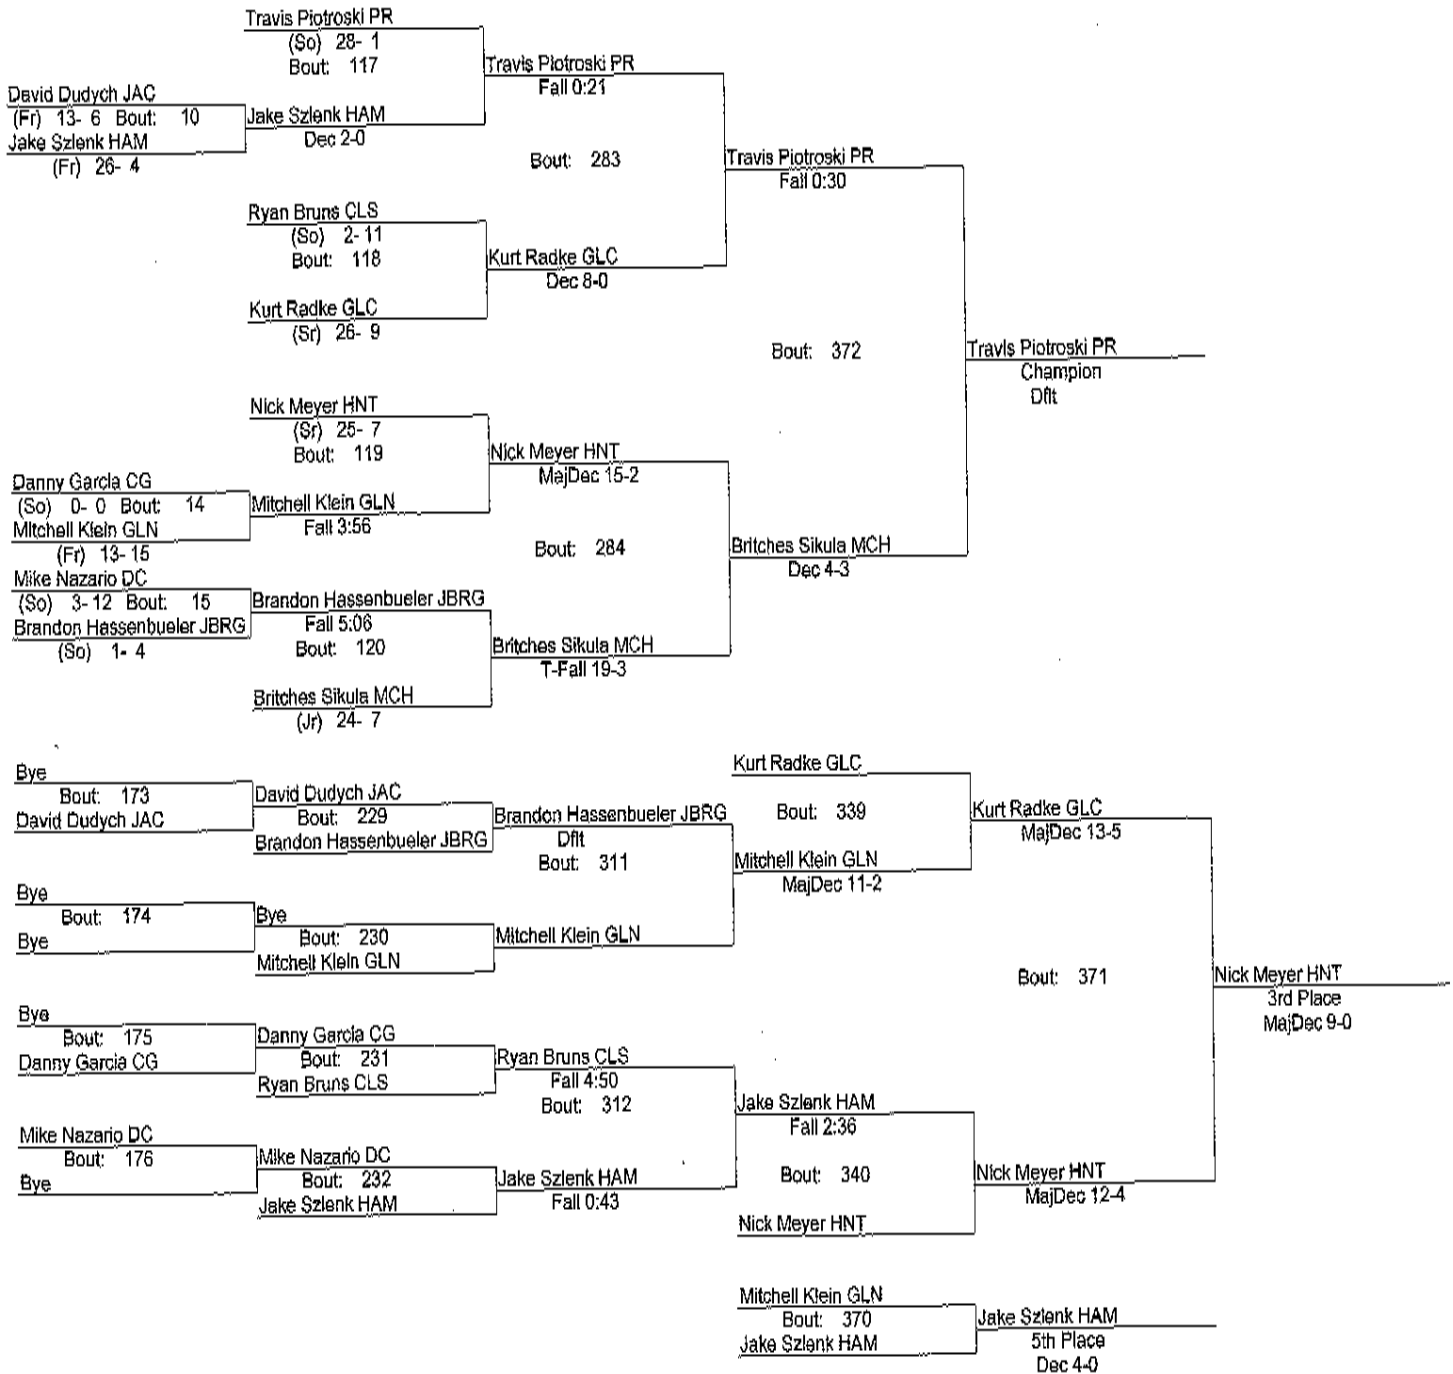 Travis Piotroski PR
(So) 28- 1
Bout: 117
Travis Piotroski PR
Fall 0:21
David Dudych JAC
(Fr) 13- 6 Bout: 10
Jake Szlenk HAM
(Fr) 26- 4
Jake Szlenk HAM
Dec 2-0
Bout: 283
Travis Piotroski PR
Fall 0:30
Ryan Bruns CLS
(So) 2- 11
Bout: 118
Kurt Radke GLC
Dec 8-0
Kurt Radke GLC
(Sr) 26- 9
Bout: 372
Travis Piotroski PR
Champion
Dflt
Nick Meyer HNT
(Sr) 25- 7
Bout: 119
Nick Meyer HNT
MajDec 15-2
Danny Garcia CG
(So) 0- 0 Bout: 14
Mitchell Klein GLN
(Fr) 13- 15
Mitchell Klein GLN
Fall 3:56
Bout: 284
Britches Sikula MCH
Dec 4-3
Mike Nazario DC
(So) 3- 12 Bout: 15
Brandon Hassenbueler JBRG
(So) 1- 4
Brandon Hassenbueler JBRG
Fall 5:06
Bout: 120
Britches Sikula MCH
T-Fall 19-3
Britches Sikula MCH
(Jr) 24- 7
Bye
Bout: 173
David Dudych JAC
David Dudych JAC
Bout: 229
Brandon Hassenbueler JBRG
Brandon Hassenbueler JBRG
Dflt
Bout: 311
Kurt Radke GLC
Bout: 339
Mitchell Klein GLN
MajDec 11-2
Kurt Radke GLC
MajDec 13-5
Bye
Bout: 174
Bye
Bye
Bout: 230
Mitchell Klein GLN
Mitchell Klein GLN
Bout: 371
Nick Meyer HNT
3rd Place
MajDec 9-0
Bye
Bout: 175
Danny Garcia CG
Danny Garcia CG
Bout: 231
Ryan Bruns CLS
Ryan Bruns CLS
Fall 4:50
Bout: 312
Jake Szlenk HAM
Fall 2:36
Mike Nazario DC
Bout: 176
Bye
Mike Nazario DC
Bout: 232
Jake Szlenk HAM
Jake Szlenk HAM
Fall 0:43
Bout: 340
Nick Meyer HNT
Nick Meyer HNT
MajDec 12-4
Mitchell Klein GLN
Bout: 370
Jake Szlenk HAM
Jake Szlenk HAM
5th Place
Dec 4-0